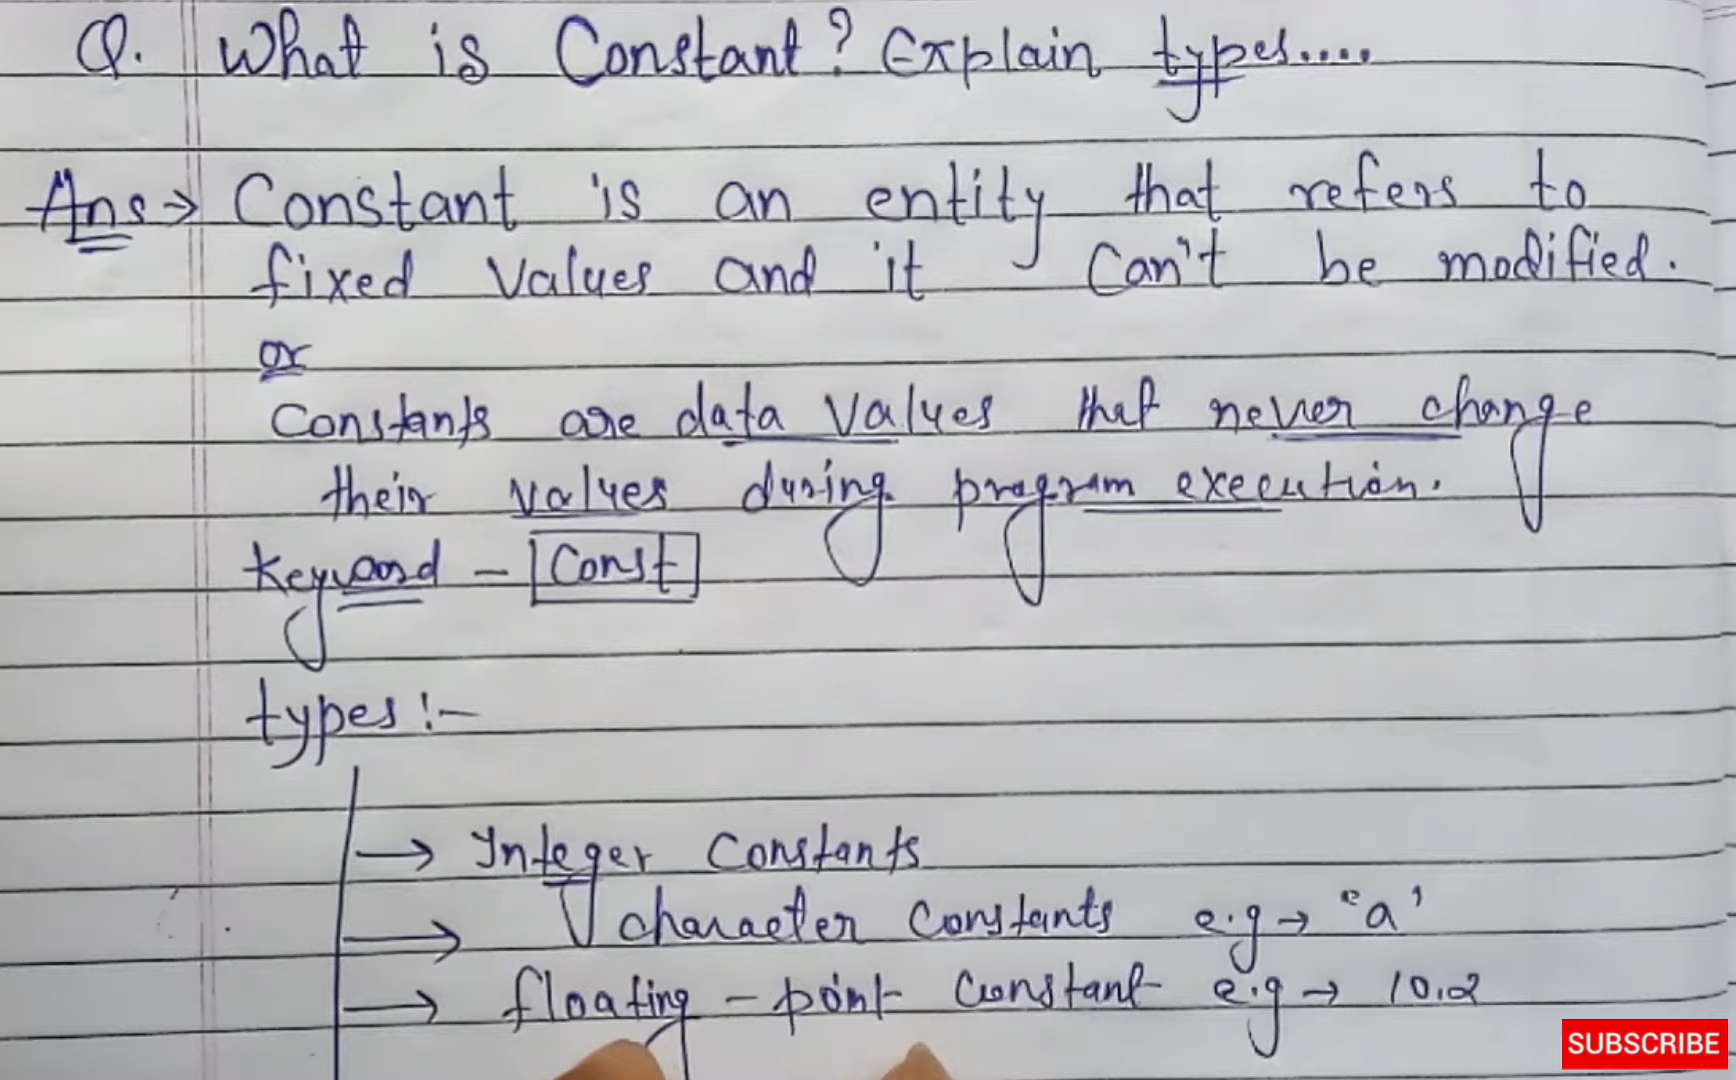 Q. What is Constant? Explain types....
Ans → Constant is an entity that refers to
fixed values and it Can't be modified.
or
Constants are data values that never change
their values during program execution.
Keyword - Const
types :-
→ Integer Constants
→ character Constants e.g → 'a'
→ floating - point Constant e.g → 10.2
SUBSCRIBE